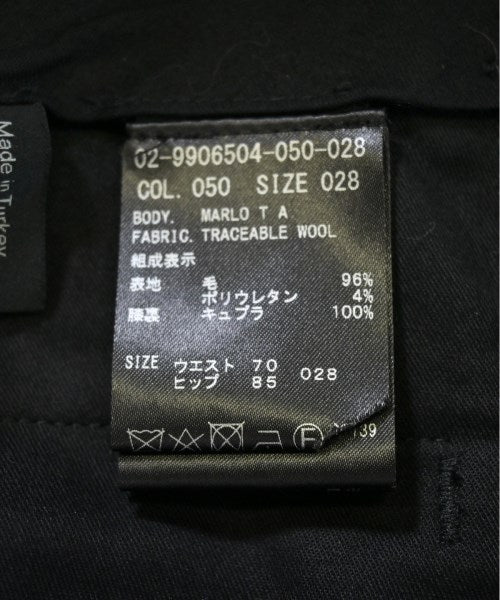 02-9906504-050-028
COL. 050 SIZE 028
BODY. MARLO T A
FABRIC. TRACEABLE WOOL
組成表示
表地 毛 96%
ポリウレタン 4%
膝裏 キュプラ 100%
SIZE ウエスト 70 028
ヒップ 85
F
Made in Turkey